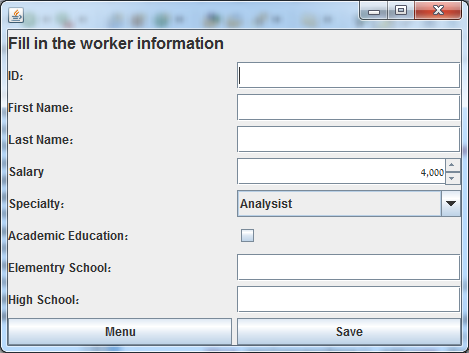 Fill in the worker information
ID:
First Name:
Last Name:
Salary 4,000
Specialty: Analysist
Academic Education:
Elementry School:
High School:
Menu Save